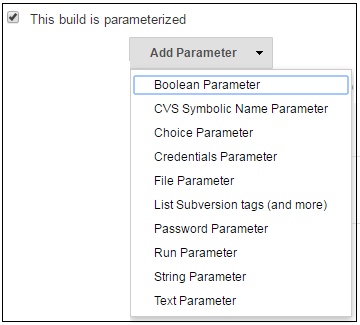 This build is parameterized
Add Parameter
Boolean Parameter
CVS Symbolic Name Parameter
Choice Parameter
Credentials Parameter
File Parameter
List Subversion tags (and more)
Password Parameter
Run Parameter
String Parameter
Text Parameter